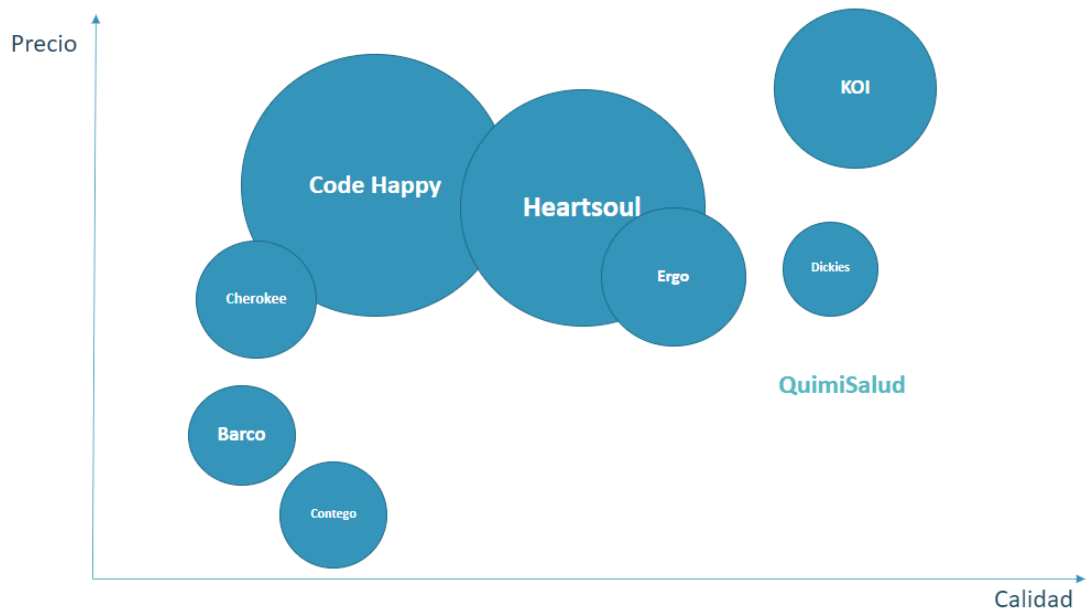 Precio
KOI
Code Happy
Heartsoul
Dickies
Ergo
Cherokee
QuimiSalud
Barco
Contego
Calidad